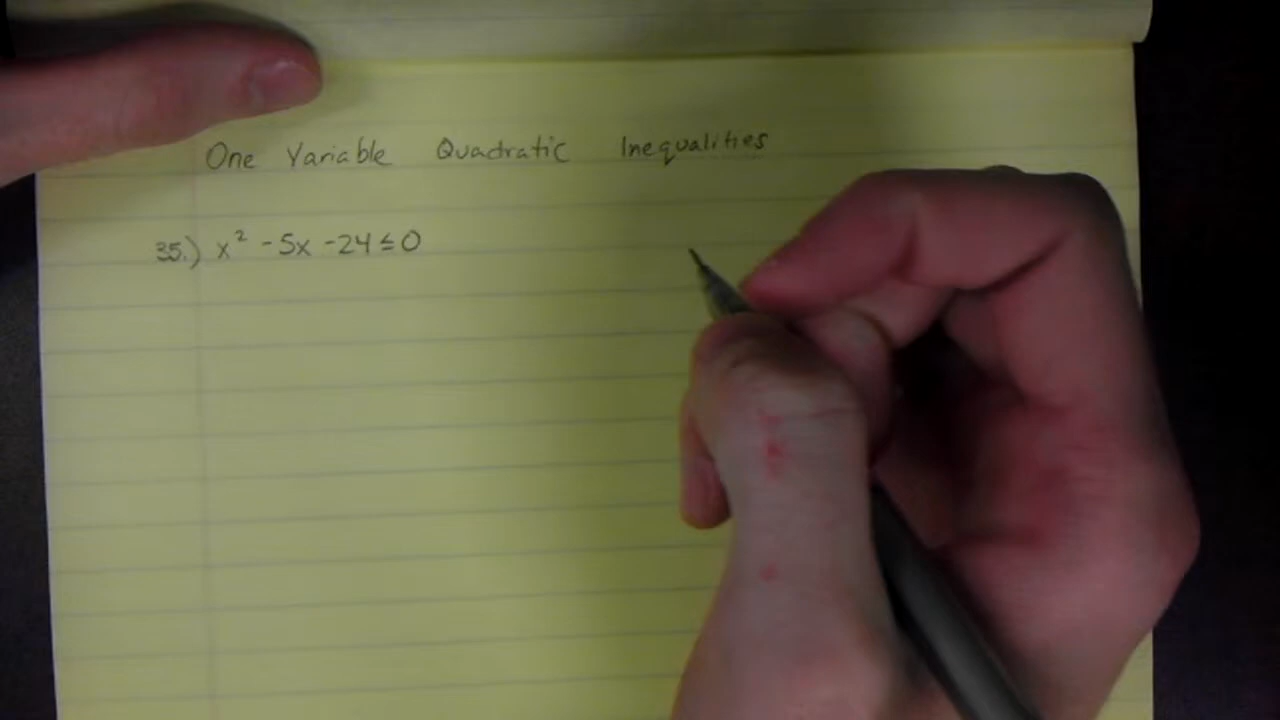 One Variable Quadratic Inequalities
35.) x² -5x -24 ≤ 0